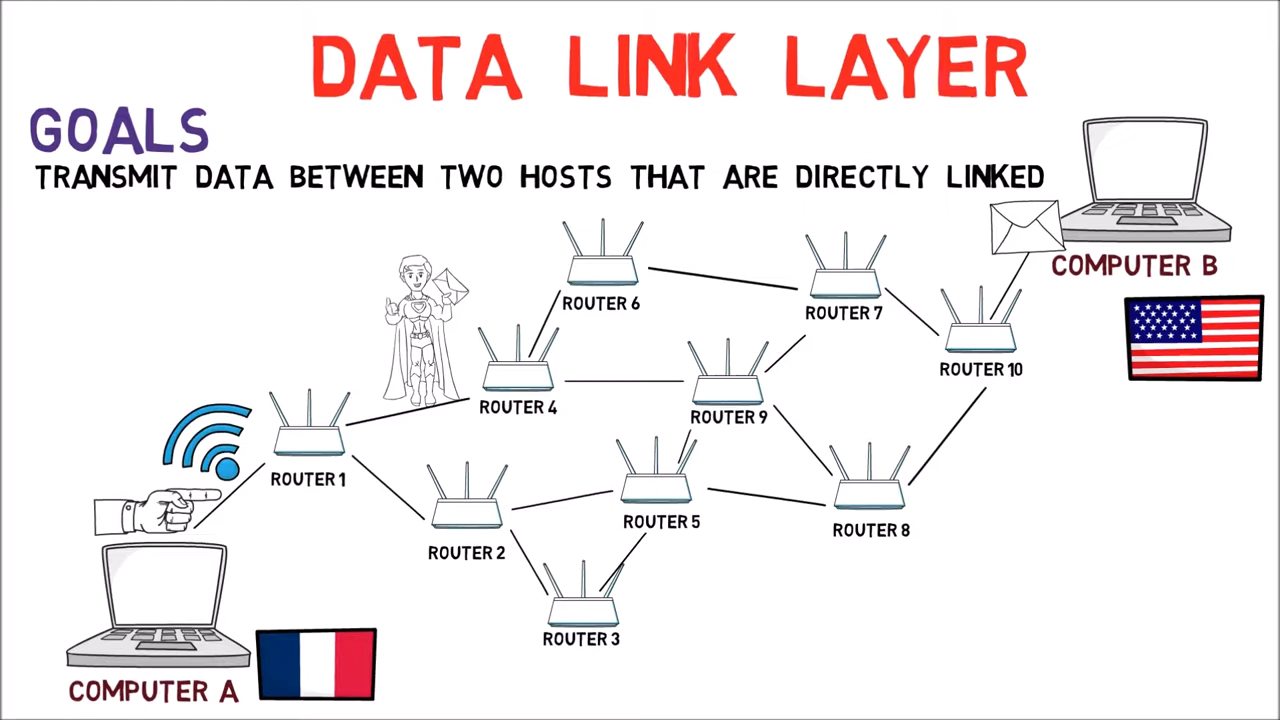 DATA LINK LAYER
GOALS
TRANSMIT DATA BETWEEN TWO HOSTS THAT ARE DIRECTLY LINKED
COMPUTER B
ROUTER 6
ROUTER 7
ROUTER 10
ROUTER 4
ROUTER 9
ROUTER 1
ROUTER 5
ROUTER 8
ROUTER 2
ROUTER 3
COMPUTER A